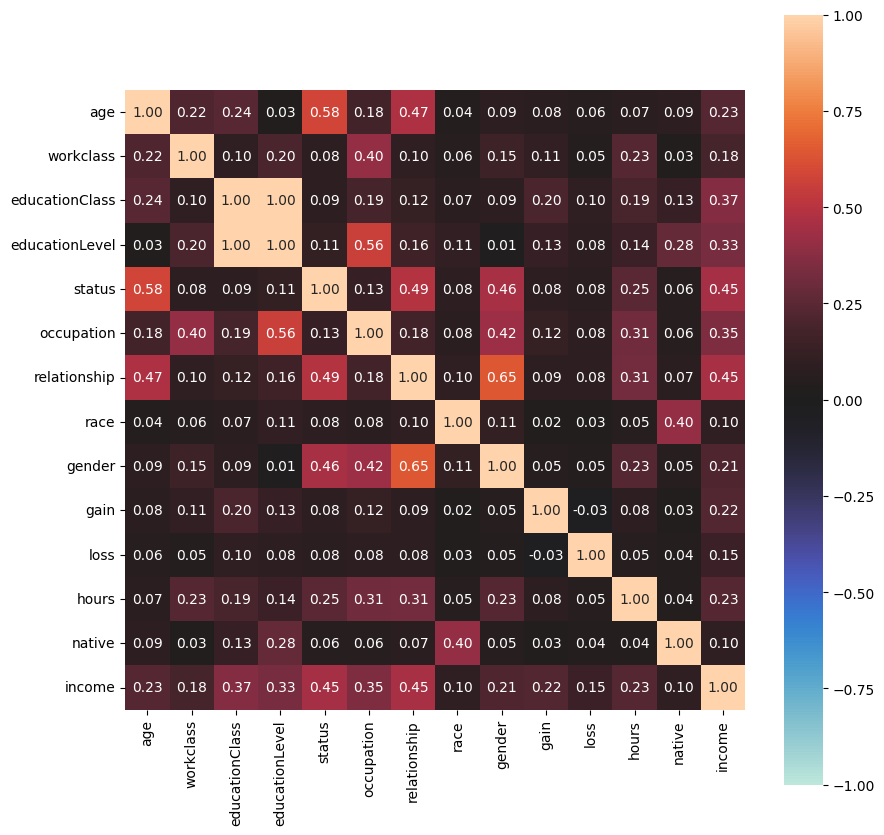 1.00
age 1.00 0.22 0.24 0.03 0.58 0.18 0.47 0.04 0.09 0.08 0.06 0.07 0.09 0.23
0.75
workclass 0.22 1.00 0.10 0.20 0.08 0.40 0.10 0.06 0.15 0.11 0.05 0.23 0.03 0.18
educationClass 0.24 0.10 1.00 1.00 0.09 0.19 0.12 0.07 0.09 0.20 0.10 0.19 0.13 0.37
0.50
educationLevel 0.03 0.20 1.00 1.00 0.11 0.56 0.16 0.11 0.01 0.13 0.08 0.14 0.28 0.33
status 0.58 0.08 0.09 0.11 1.00 0.13 0.49 0.08 0.46 0.08 0.08 0.25 0.06 0.45
0.25
occupation 0.18 0.40 0.19 0.56 0.13 1.00 0.18 0.08 0.42 0.12 0.08 0.31 0.06 0.35
relationship 0.47 0.10 0.12 0.16 0.49 0.18 1.00 0.10 0.65 0.09 0.08 0.31 0.07 0.45
0.00
race 0.04 0.06 0.07 0.11 0.08 0.08 0.10 1.00 0.11 0.02 0.03 0.05 0.40 0.10
gender 0.09 0.15 0.09 0.01 0.46 0.42 0.65 0.11 1.00 0.05 0.05 0.23 0.05 0.21
−0.25
gain 0.08 0.11 0.20 0.13 0.08 0.12 0.09 0.02 0.05 1.00 -0.03 0.08 0.03 0.22
loss 0.06 0.05 0.10 0.08 0.08 0.08 0.08 0.03 0.05 -0.03 1.00 0.05 0.04 0.15
−0.50
hours 0.07 0.23 0.19 0.14 0.25 0.31 0.31 0.05 0.23 0.08 0.05 1.00 0.04 0.23
native 0.09 0.03 0.13 0.28 0.06 0.06 0.07 0.40 0.05 0.03 0.04 0.04 1.00 0.10
−0.75
income 0.23 0.18 0.37 0.33 0.45 0.35 0.45 0.10 0.21 0.22 0.15 0.23 0.10 1.00
−1.00
age
workclass
educationClass
educationLevel
status
occupation
relationship
race
gender
gain
loss
hours
native
income